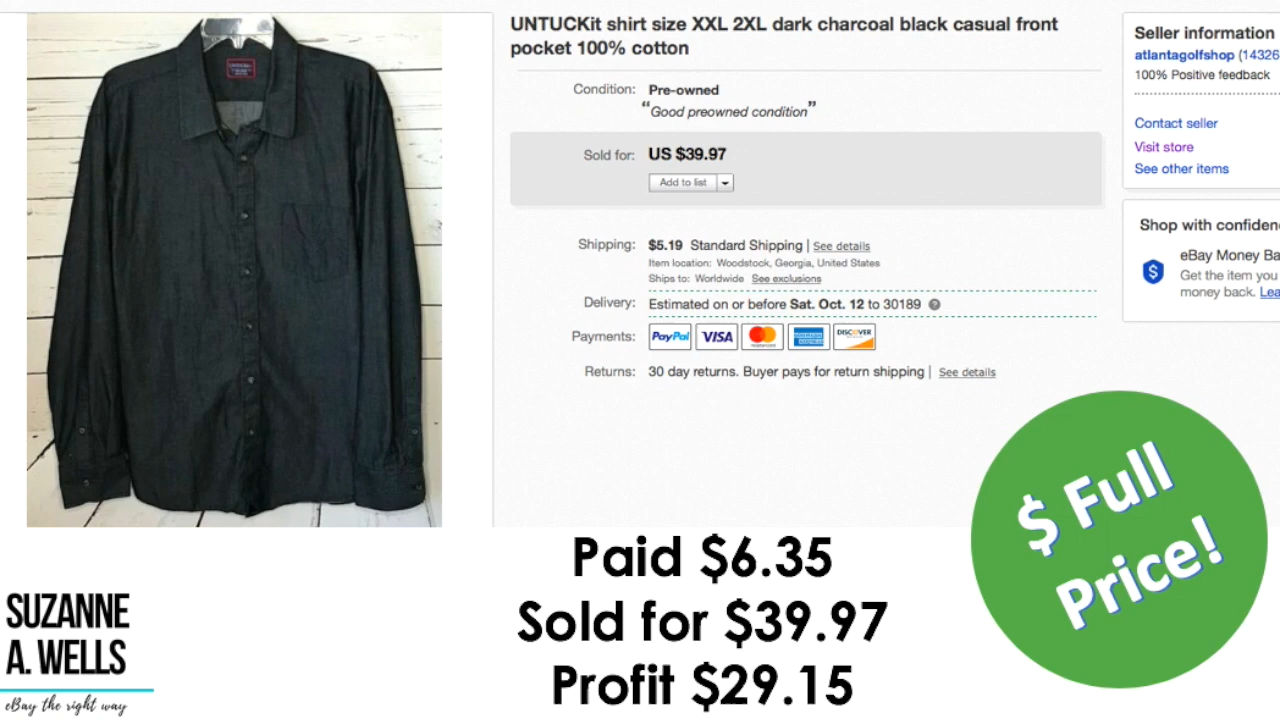 UNTUCKit shirt size XXL 2XL dark charcoal black casual front
pocket 100% cotton
Condition: Pre-owned
“Good preowned condition”
Sold for: US $39.97
Add to list
Shipping: $5.19 Standard Shipping | See details
Item location: Woodstock, Georgia, United States
Ships to: Worldwide See exclusions
Delivery: Estimated on or before Sat. Oct. 12 to 30189 ?
Payments: PayPal VISA mastercard AMERICAN EXPRESS DISCOVER
Returns: 30 day returns. Buyer pays for return shipping | See details
Seller information
atlantagolfshop (14326
100% Positive feedback
Contact seller
Visit store
See other items
Shop with confiden
eBay Money Ba
$
Get the item you
money back. Lea
$ Full
Price!
Paid $6.35
Sold for $39.97
Profit $29.15
SUZANNE
A. WELLS
eBay the right way
UNTUCKit